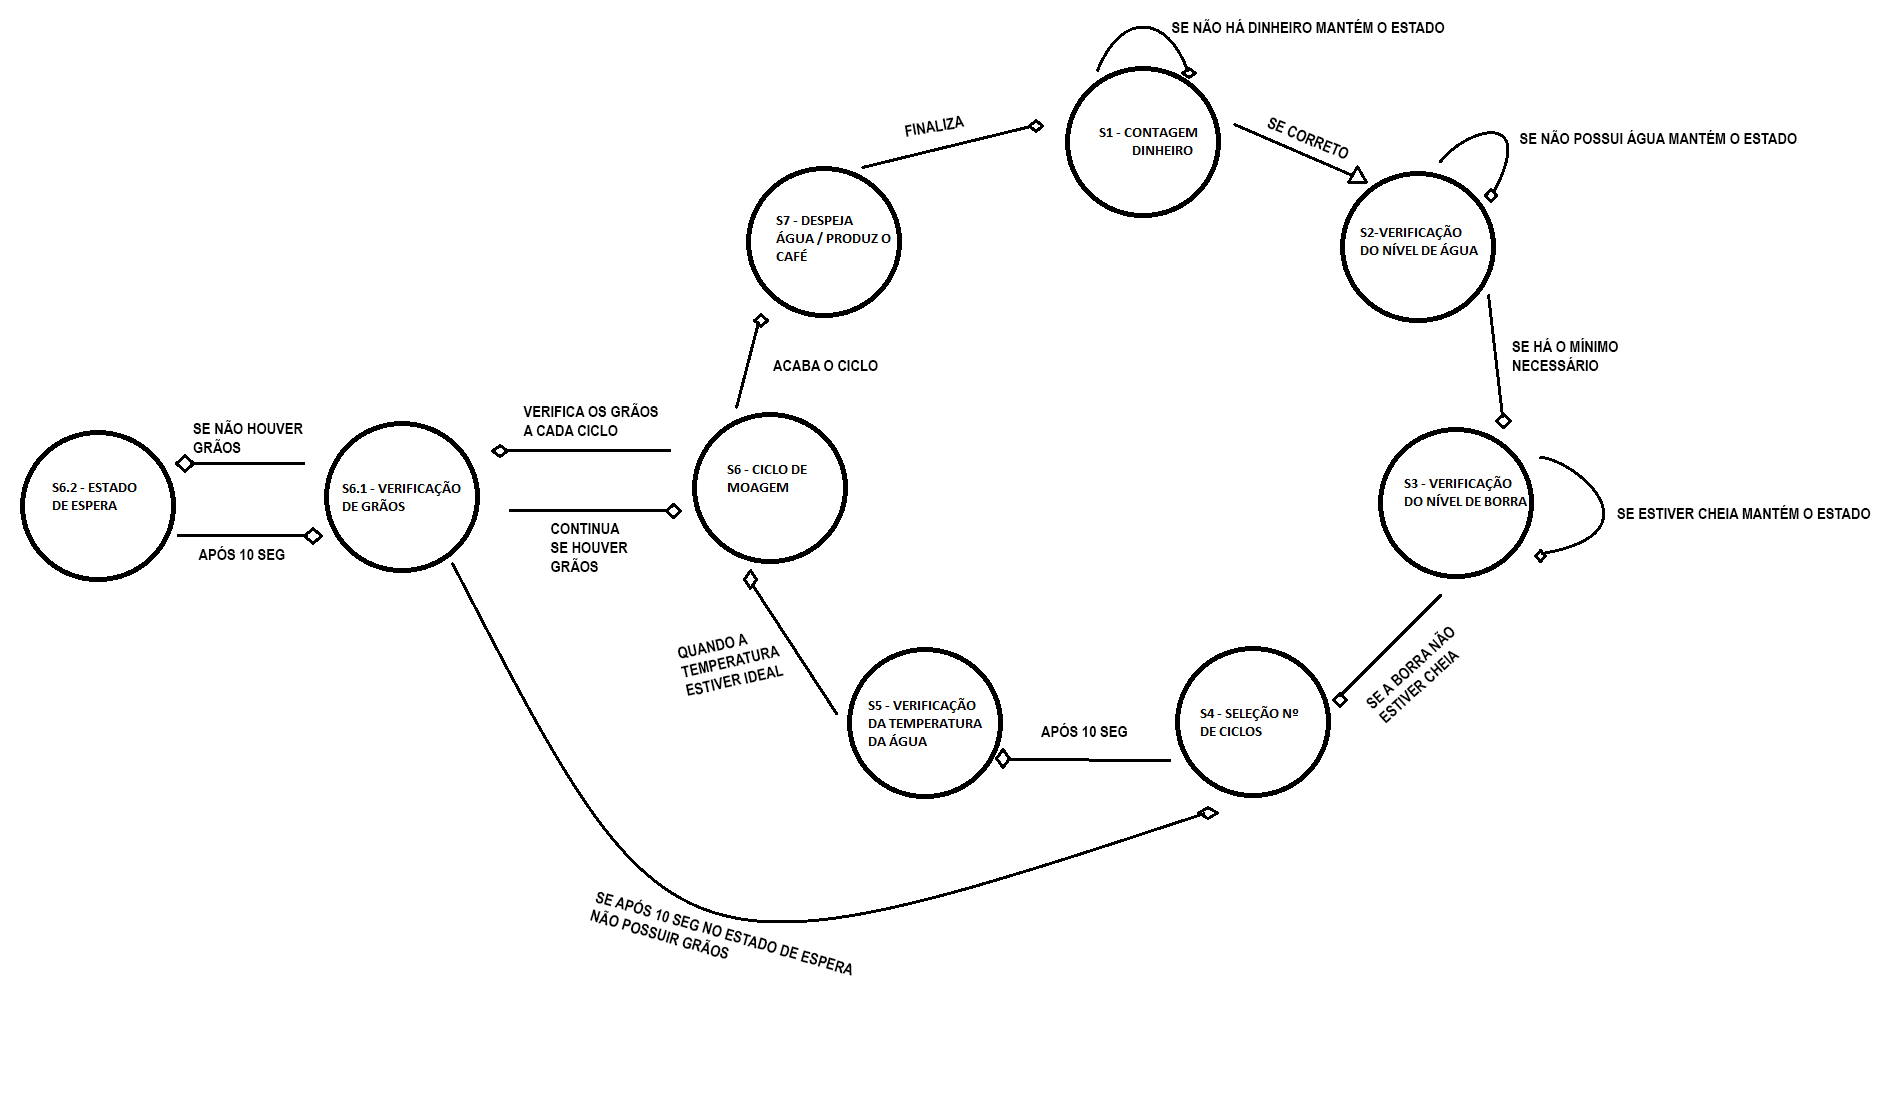 SE NÃO HÁ DINHEIRO MANTÉM O ESTADO
S1 - CONTAGEM
DINHEIRO
SE CORRETO
SE NÃO POSSUI ÁGUA MANTÉM O ESTADO
FINALIZA
S7 - DESPEJA
ÁGUA / PRODUZ O
CAFÉ
S2-VERIFICAÇÃO
DO NÍVEL DE ÁGUA
SE HÁ O MÍNIMO
NECESSÁRIO
ACABA O CICLO
VERIFICA OS GRÃOS
A CADA CICLO
SE NÃO HOUVER
GRÃOS
S6.2 - ESTADO
DE ESPERA
S6.1 - VERIFICAÇÃO
DE GRÃOS
S6 - CICLO DE
MOAGEM
S3 - VERIFICAÇÃO
DO NÍVEL DE BORRA
SE ESTIVER CHEIA MANTÉM O ESTADO
APÓS 10 SEG
CONTINUA
SE HOUVER
GRÃOS
QUANDO A
TEMPERATURA
ESTIVER IDEAL
SE A BORRA NÃO
ESTIVER CHEIA
S5 - VERIFICAÇÃO
DA TEMPERATURA
DA ÁGUA
APÓS 10 SEG
S4 - SELEÇÃO Nº
DE CICLOS
SE APÓS 10 SEG NO ESTADO DE ESPERA
NÃO POSSUIR GRÃOS